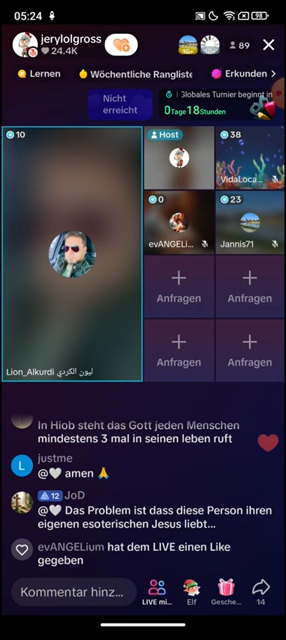 05:24
98
jerylolgross
24.4K
10+
89
Lernen
Wöchentliche Rangliste
Erkunden
Nicht
erreicht
Globales Turnier beginnt in
0Tage18Stunden
10
Host
38
VidaLoca...
0
23
evANGELi...
Jannis71
Anfragen
Anfragen
Anfragen
Anfragen
Lion_Alkurdi ليون الكردي
In Hiob steht das Gott jeden Menschen
mindestens 3 mal in seinen leben ruft
L
justme
@🤍 amen 🙏
12 JoD
@🤍 Das Problem ist dass diese Person ihren
eigenen esoterischen Jesus liebt...
evANGELium hat dem LIVE einen Like
gegeben
Kommentar hinz...
LIVE mi...
Elf
Gesche...
14